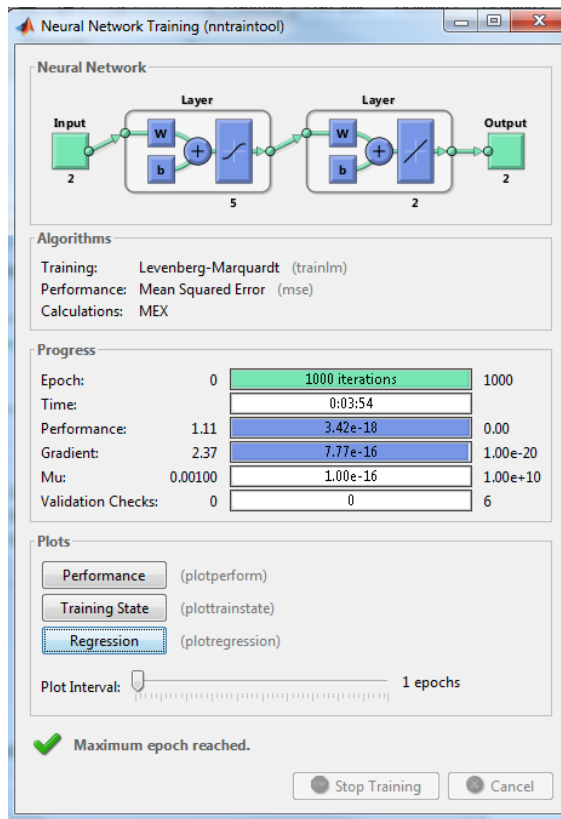 Neural Network Training (nntraintool)
Neural Network
Layer Layer
Input Output
W W
b b
2 5 2 2
Algorithms
Training: Levenberg-Marquardt (trainlm)
Performance: Mean Squared Error (mse)
Calculations: MEX
Progress
Epoch: 0 1000 iterations 1000
Time: 0:03:54
Performance: 1.11 3.42e-18 0.00
Gradient: 2.37 7.77e-16 1.00e-20
Mu: 0.00100 1.00e-16 1.00e+10
Validation Checks: 0 0 6
Plots
Performance (plotperform)
Training State (plottrainstate)
Regression (plotregression)
Plot Interval: 1 epochs
Maximum epoch reached.
Stop Training Cancel